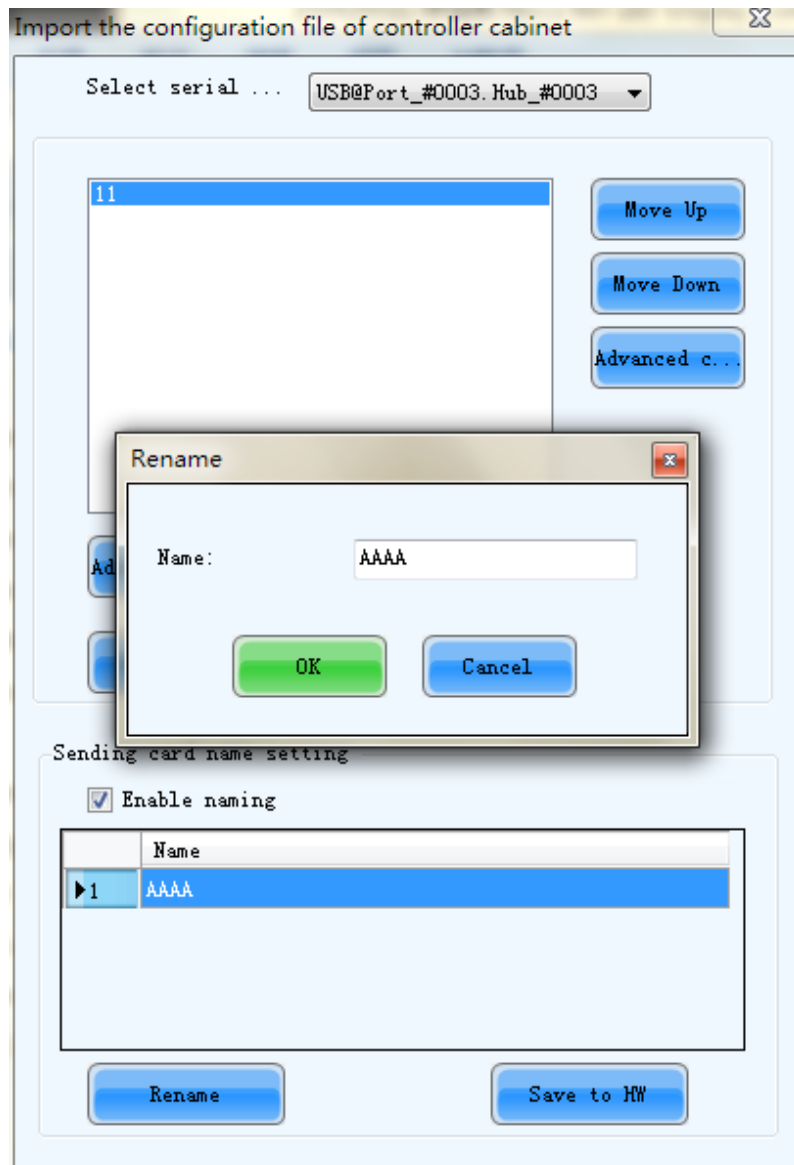 Import the configuration file of controller cabinet
Select serial ... USB@Port_#0003.Hub_#0003
11
Move Up
Move Down
Advanced c...
Rename
Ad
Name: AAAA
OK Cancel
Sending card name setting
Enable naming
Name
1 AAAA
Rename Save to HW